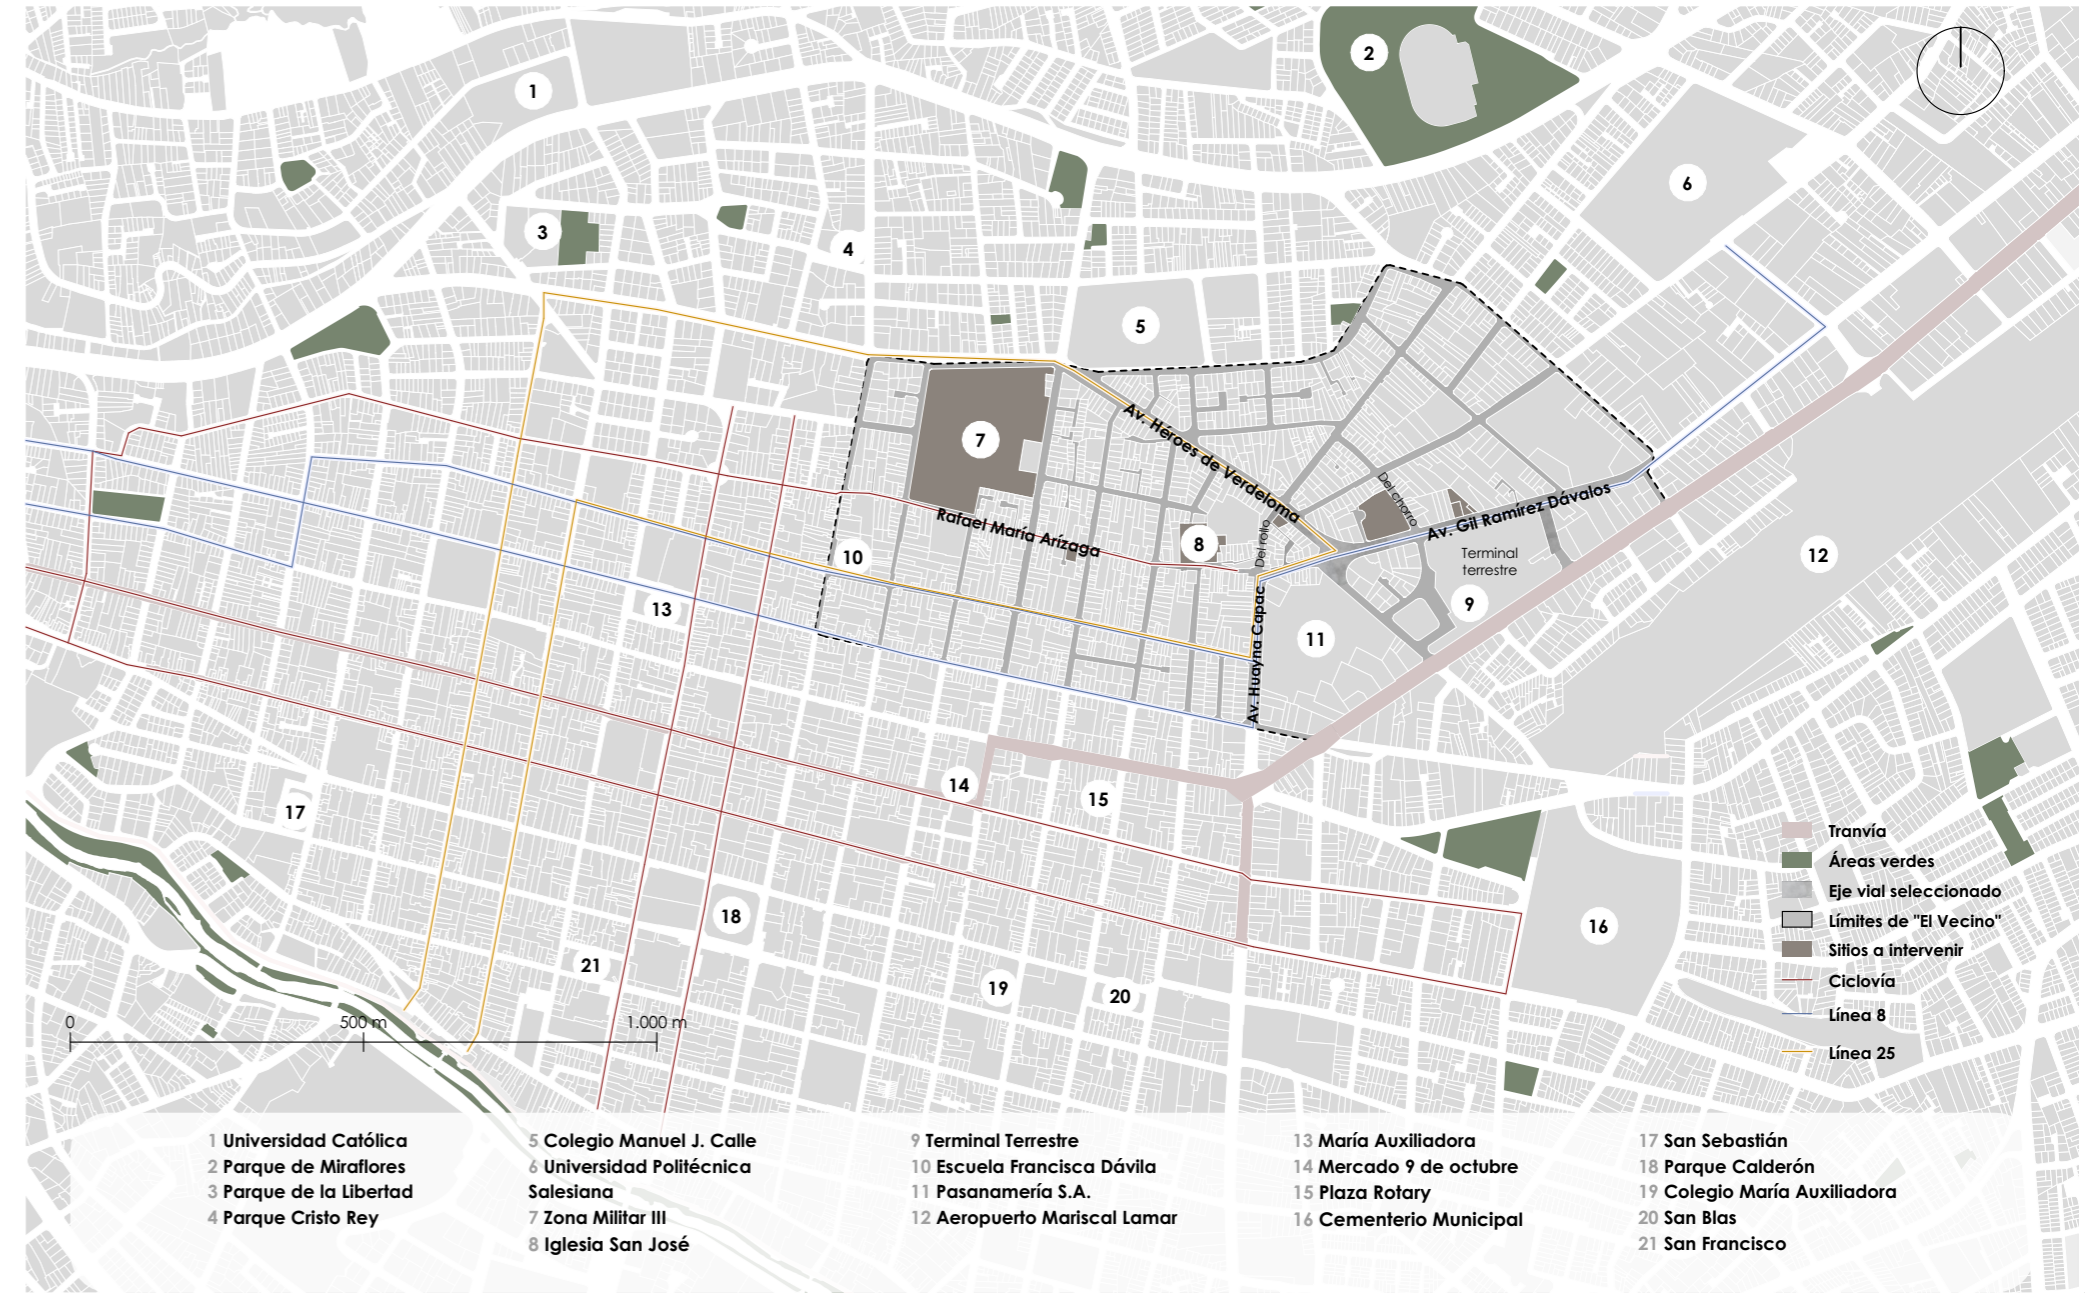 1
2
3
4
5
6
7
8
9
10
11
12
13
14
15
16
17
18
19
20
21
Av. Héroes de Verdeloma
Rafael María Arízaga
Del rollo
Del chorro
Av. Gil Ramírez Dávalos
Terminal
terrestre
Av. Huayna Capac
Tranvía
Áreas verdes
Eje vial seleccionado
Límites de "El Vecino"
Sitios a intervenir
Ciclovía
Línea 8
Línea 25
0
500 m
1.000 m
1 Universidad Católica
2 Parque de Miraflores
3 Parque de la Libertad
4 Parque Cristo Rey
5 Colegio Manuel J. Calle
6 Universidad Politécnica
Salesiana
7 Zona Militar III
8 Iglesia San José
9 Terminal Terrestre
10 Escuela Francisca Dávila
11 Pasanamería S.A.
12 Aeropuerto Mariscal Lamar
13 María Auxiliadora
14 Mercado 9 de octubre
15 Plaza Rotary
16 Cementerio Municipal
17 San Sebastián
18 Parque Calderón
19 Colegio María Auxiliadora
20 San Blas
21 San Francisco